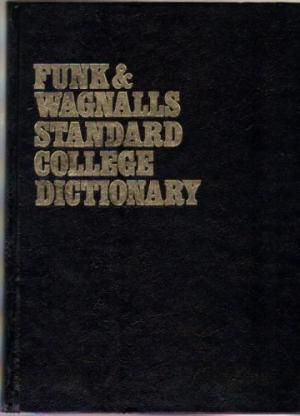 FUNK &
WAGNALLS
STANDARD
COLLEGE
DICTIONARY